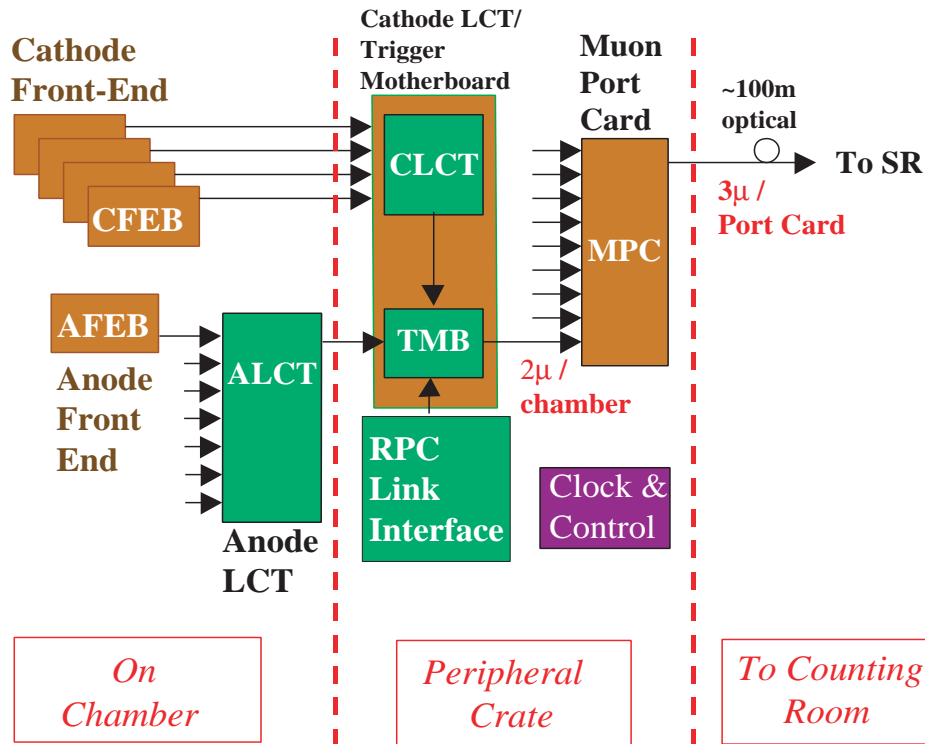 Cathode
Front-End
CFEB
AFEB
Anode
Front
End
ALCT
Anode
LCT
Cathode LCT/
Trigger
Motherboard
CLCT
TMB
RPC
Link
Interface
2μ /
chamber
Clock &
Control
Muon
Port
Card
MPC
~100m
optical
To SR
3μ /
Port Card
On
Chamber
Peripheral
Crate
To Counting
Room